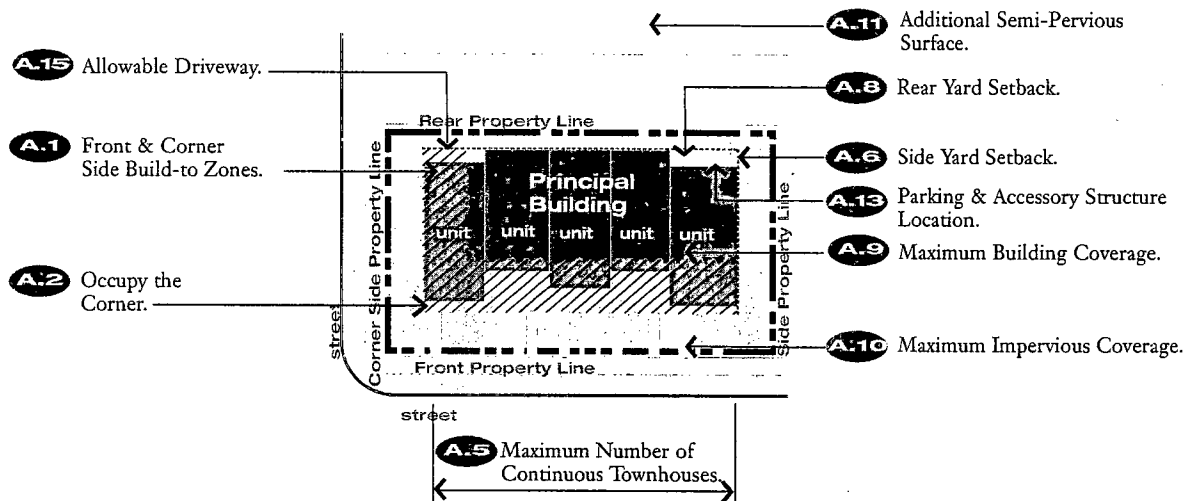 A.11 Additional Semi-Pervious
Surface.
A.15 Allowable Driveway.
A.8 Rear Yard Setback.
Rear Property Line
A.1 Front & Corner
Side Build-to Zones.
A.6 Side Yard Setback.
Principal
Building
A.13 Parking & Accessory Structure
Location.
unit unit unit unit unit
A.9 Maximum Building Coverage.
A.2 Occupy the
Corner.
Corner Side Property Line
Side Property Line
street
A.10 Maximum Impervious Coverage.
Front Property Line
street
A.5 Maximum Number of
Continuous Townhouses.